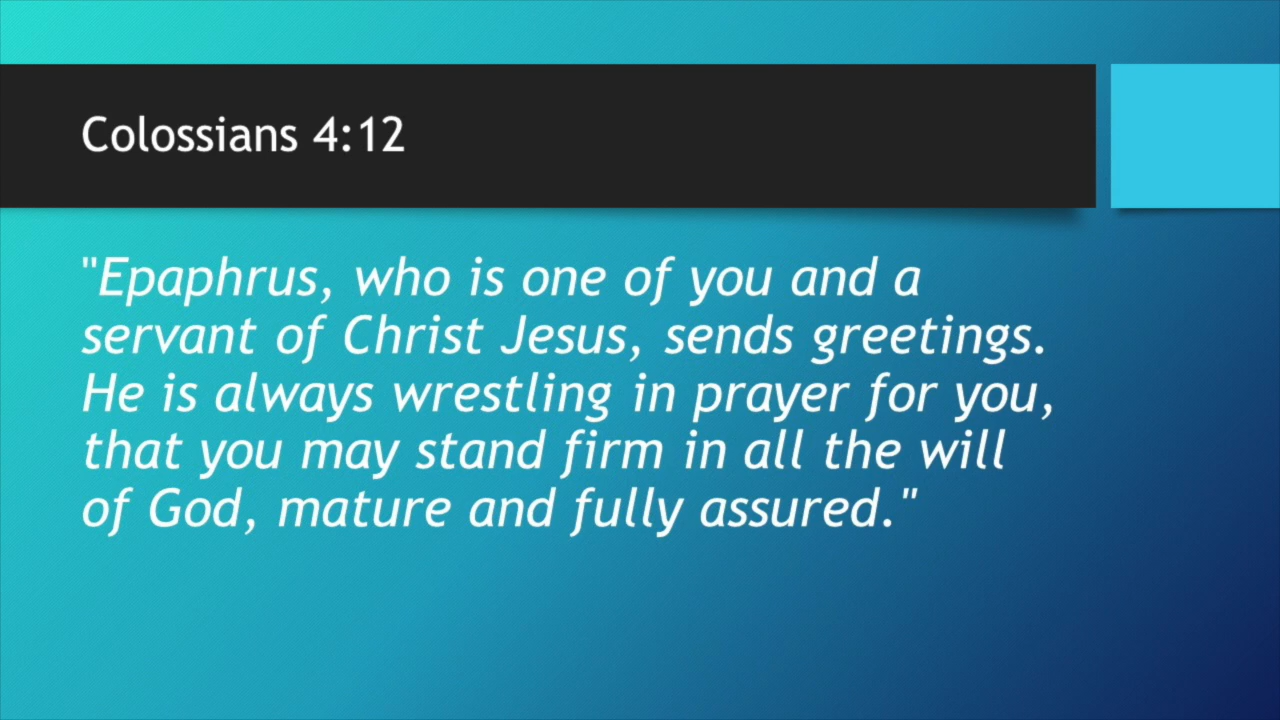 Colossians 4:12
"Epaphrus, who is one of you and a
servant of Christ Jesus, sends greetings.
He is always wrestling in prayer for you,
that you may stand firm in all the will
of God, mature and fully assured."